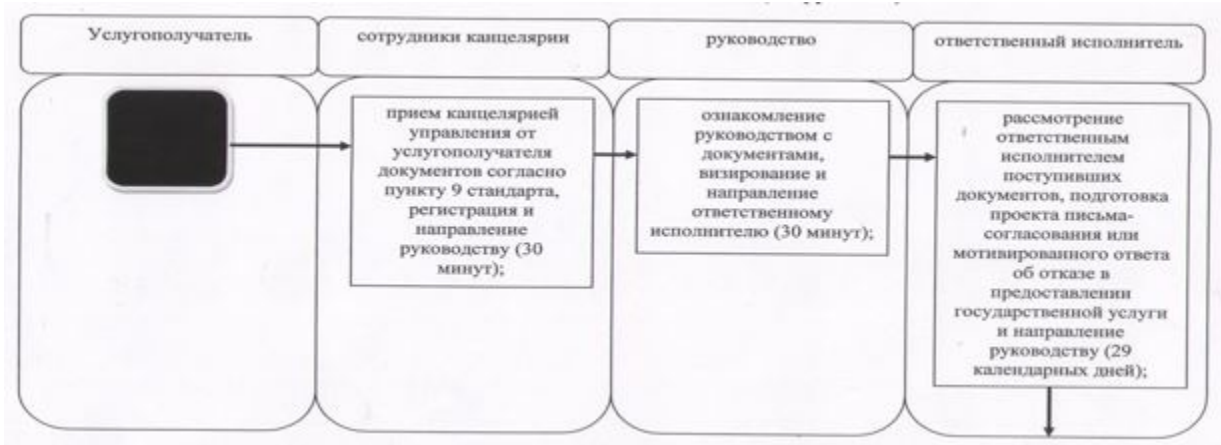 Услугополучатель
сотрудники канцелярии
руководство
ответственный исполнитель
прием канцелярией
управления от
услугополучателя
документов согласно
пункту 9 стандарта,
регистрация и
направление
руководству (30
минут);
ознакомление
руководством с
документами,
визирование и
направление
ответственному
исполнителю (30 минут);
рассмотрение
ответственным
исполнителем
поступивших
документов, подготовка
проекта письма-
согласования или
мотивированного ответа
об отказе в
предоставлении
государственной услуги
и направление
руководству (29
календарных дней);